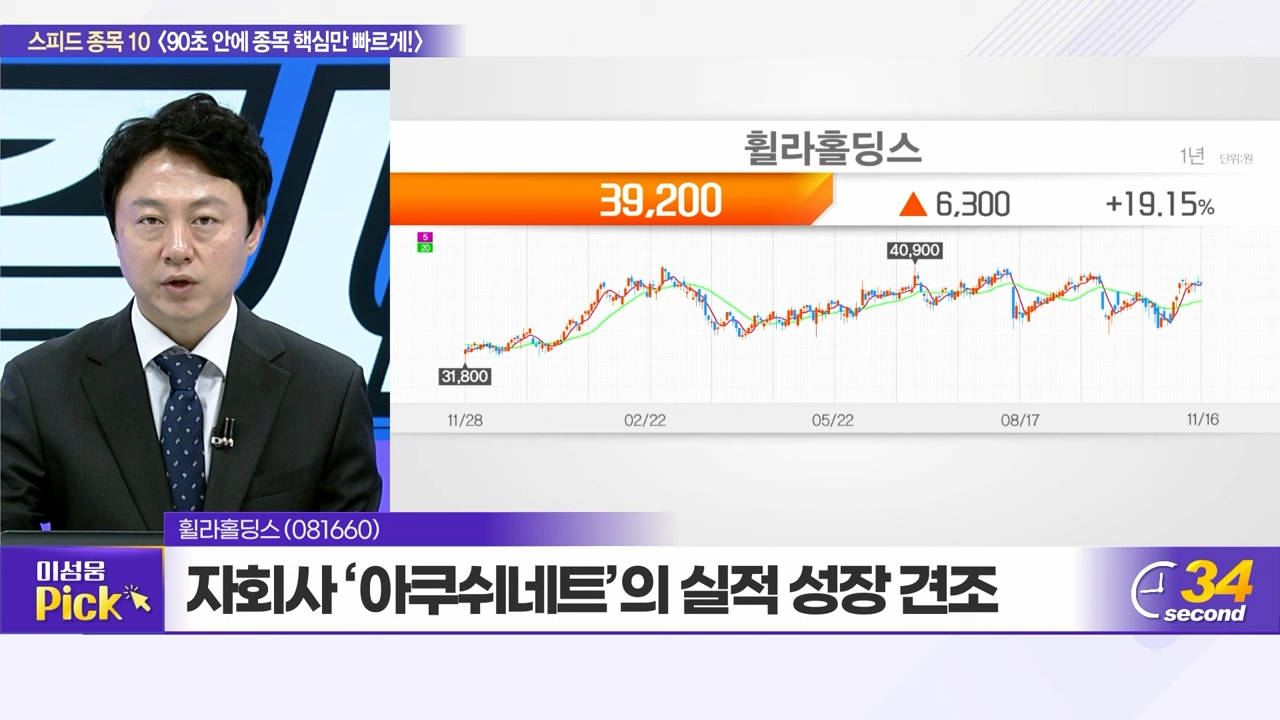 스피드 종목 10 <90초 안에 종목 핵심만 빠르게!>
휠라홀딩스
1년 단위:원
39,200 ▲ 6,300 +19.15%
5
20
40,900
31,800
11/28 02/22 05/22 08/17 11/16
휠라홀딩스 (081660)
이성웅
Pick
자회사 ‘아쿠쉬네트’의 실적 성장 견조
34
second